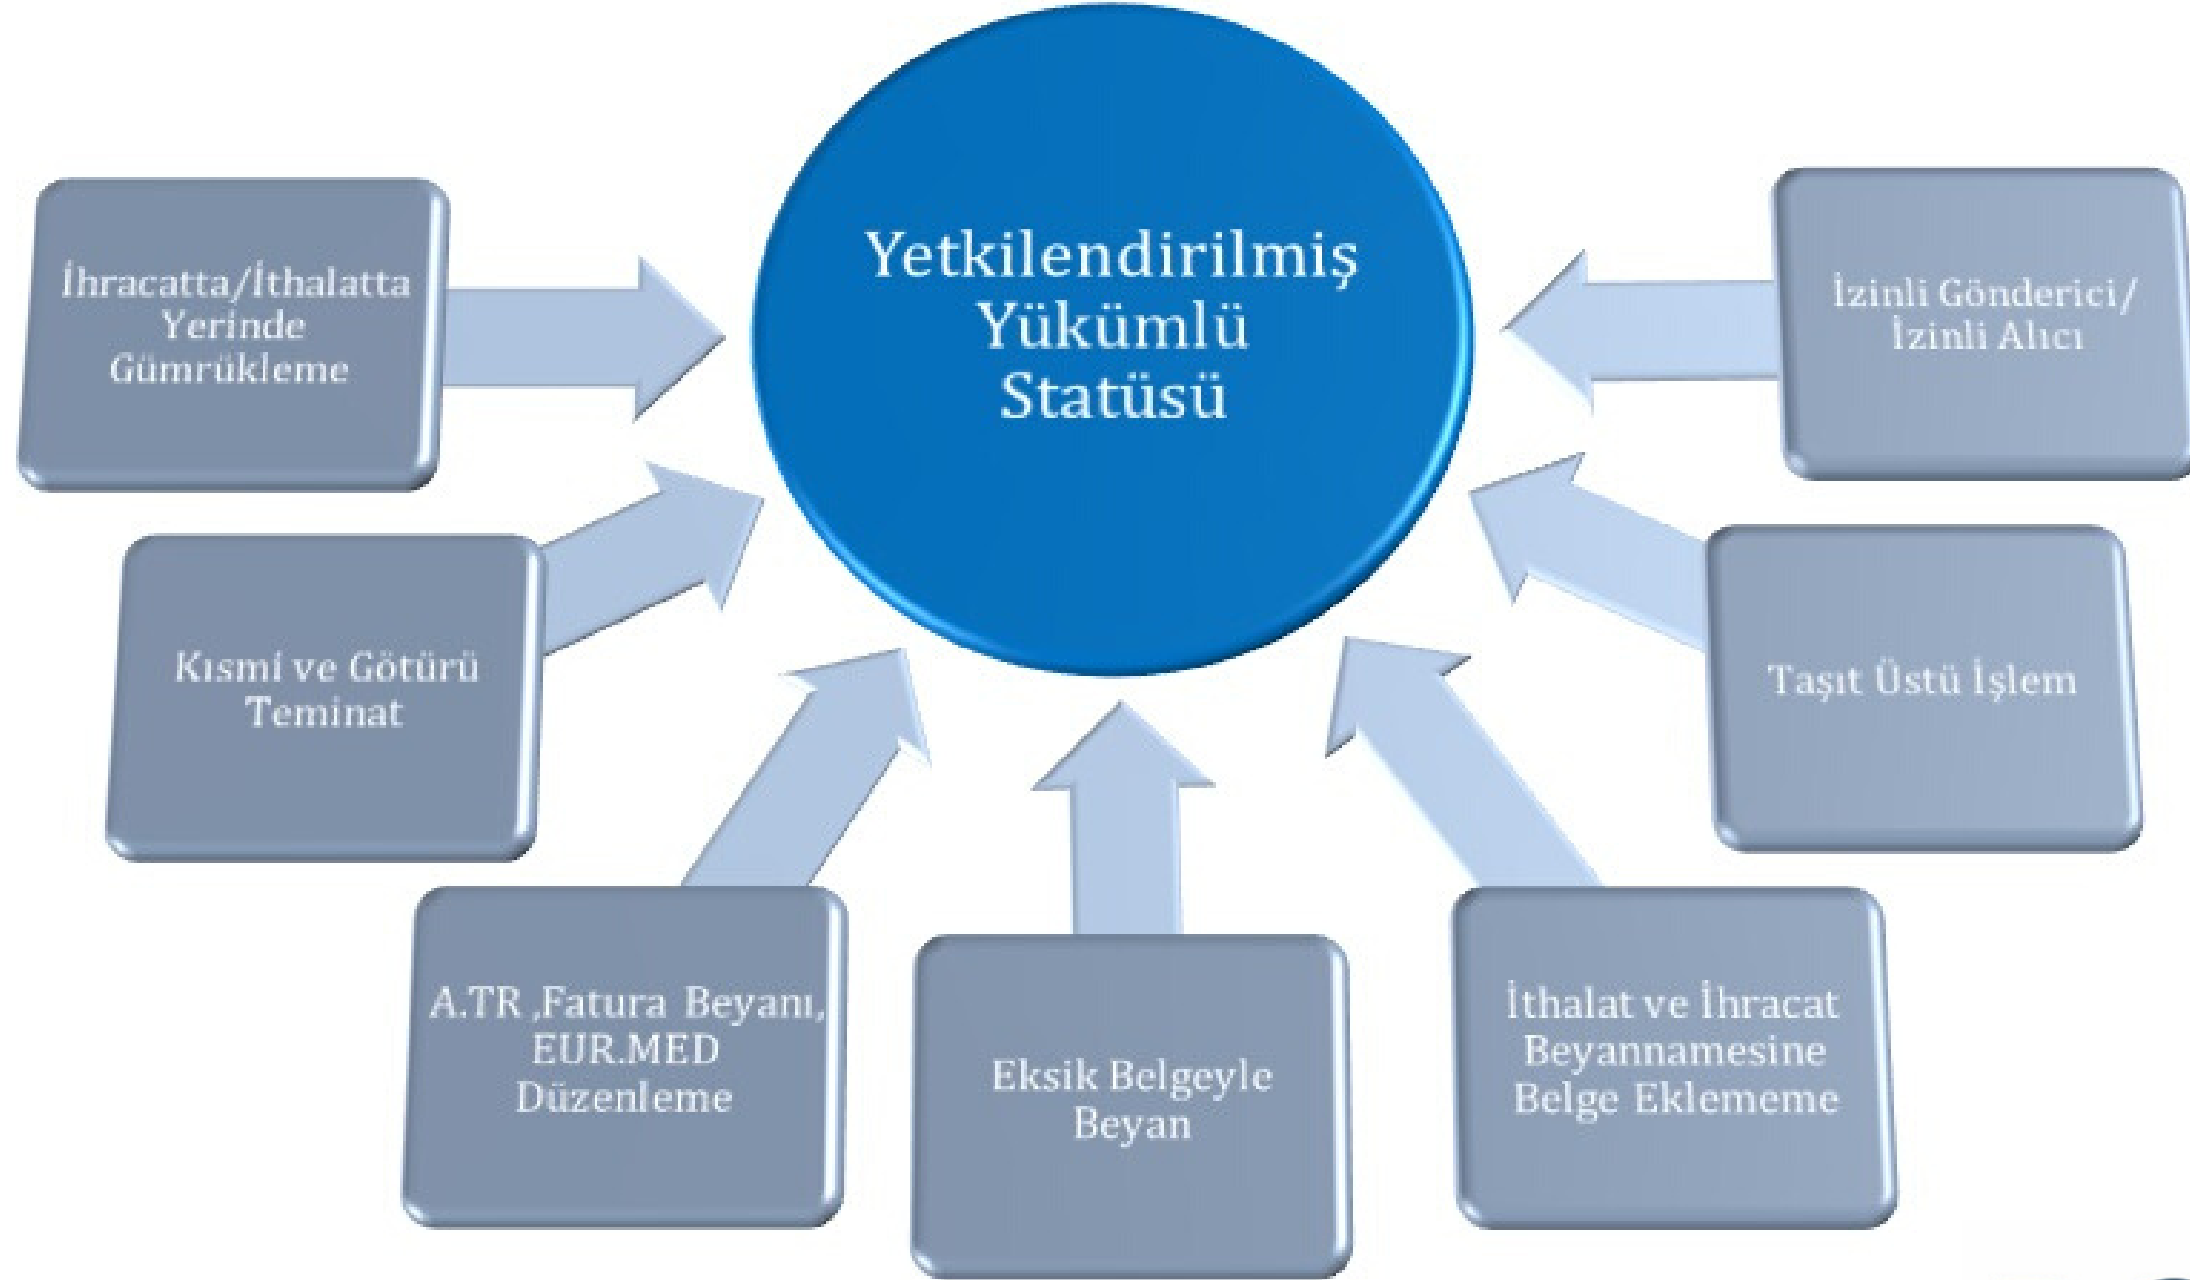 Yetkilendirilmiş
Yükümlü
Statüsü
İhracatta/İthalatta
Yerinde
Gümrükleme
Kısmi ve Götürü
Teminat
A.TR ,Fatura Beyanı,
EUR.MED
Düzenleme
Eksik Belgeyle
Beyan
İthalat ve İhracat
Beyannamesine
Belge Eklememe
Taşıt Üstü İşlem
İzinli Gönderici/
İzinli Alıcı